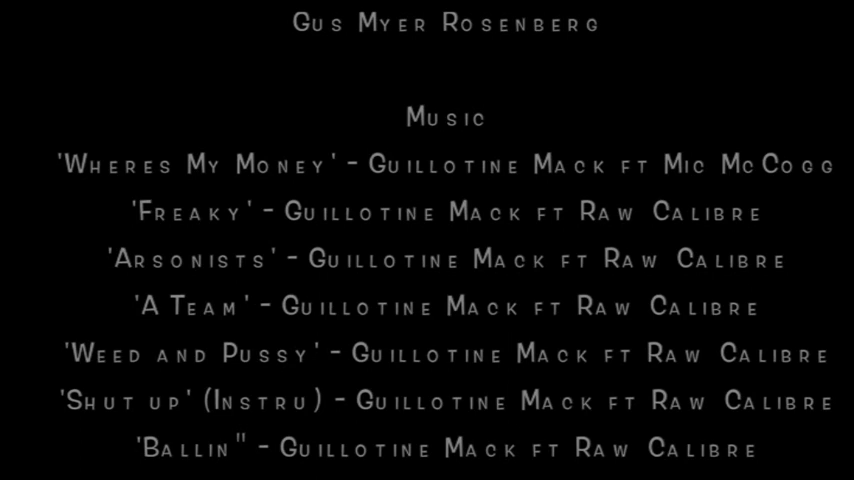 Gus Myer Rosenberg
Music
'Wheres My Money' - Guillotine Mack ft Mic McCogg
'Freaky' - Guillotine Mack ft Raw Calibre
'Arsonists' - Guillotine Mack ft Raw Calibre
'A Team' - Guillotine Mack ft Raw Calibre
'Weed and Pussy' - Guillotine Mack ft Raw Calibre
'Shut up' (Instru) - Guillotine Mack ft Raw Calibre
'Ballin" - Guillotine Mack ft Raw Calibre